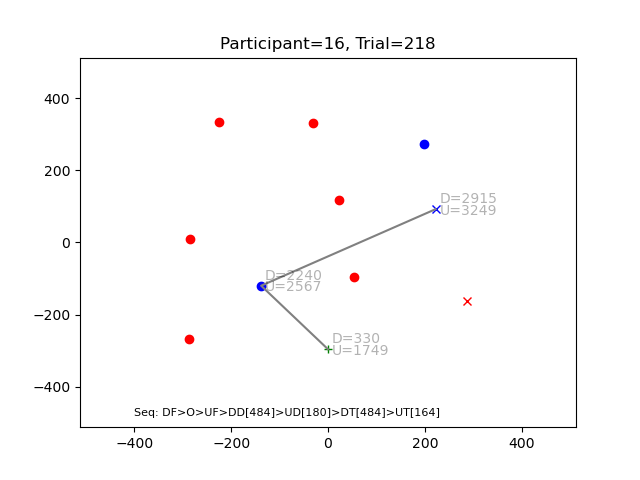 Participant=16, Trial=218
400
200
0
−200
−400
D=2915
U=3249
D=2240
U=2567
D=330
U=1749
Seq: DF>O>UF>DD[484]>UD[180]>DT[484]>UT[164]
−400
−200
0
200
400